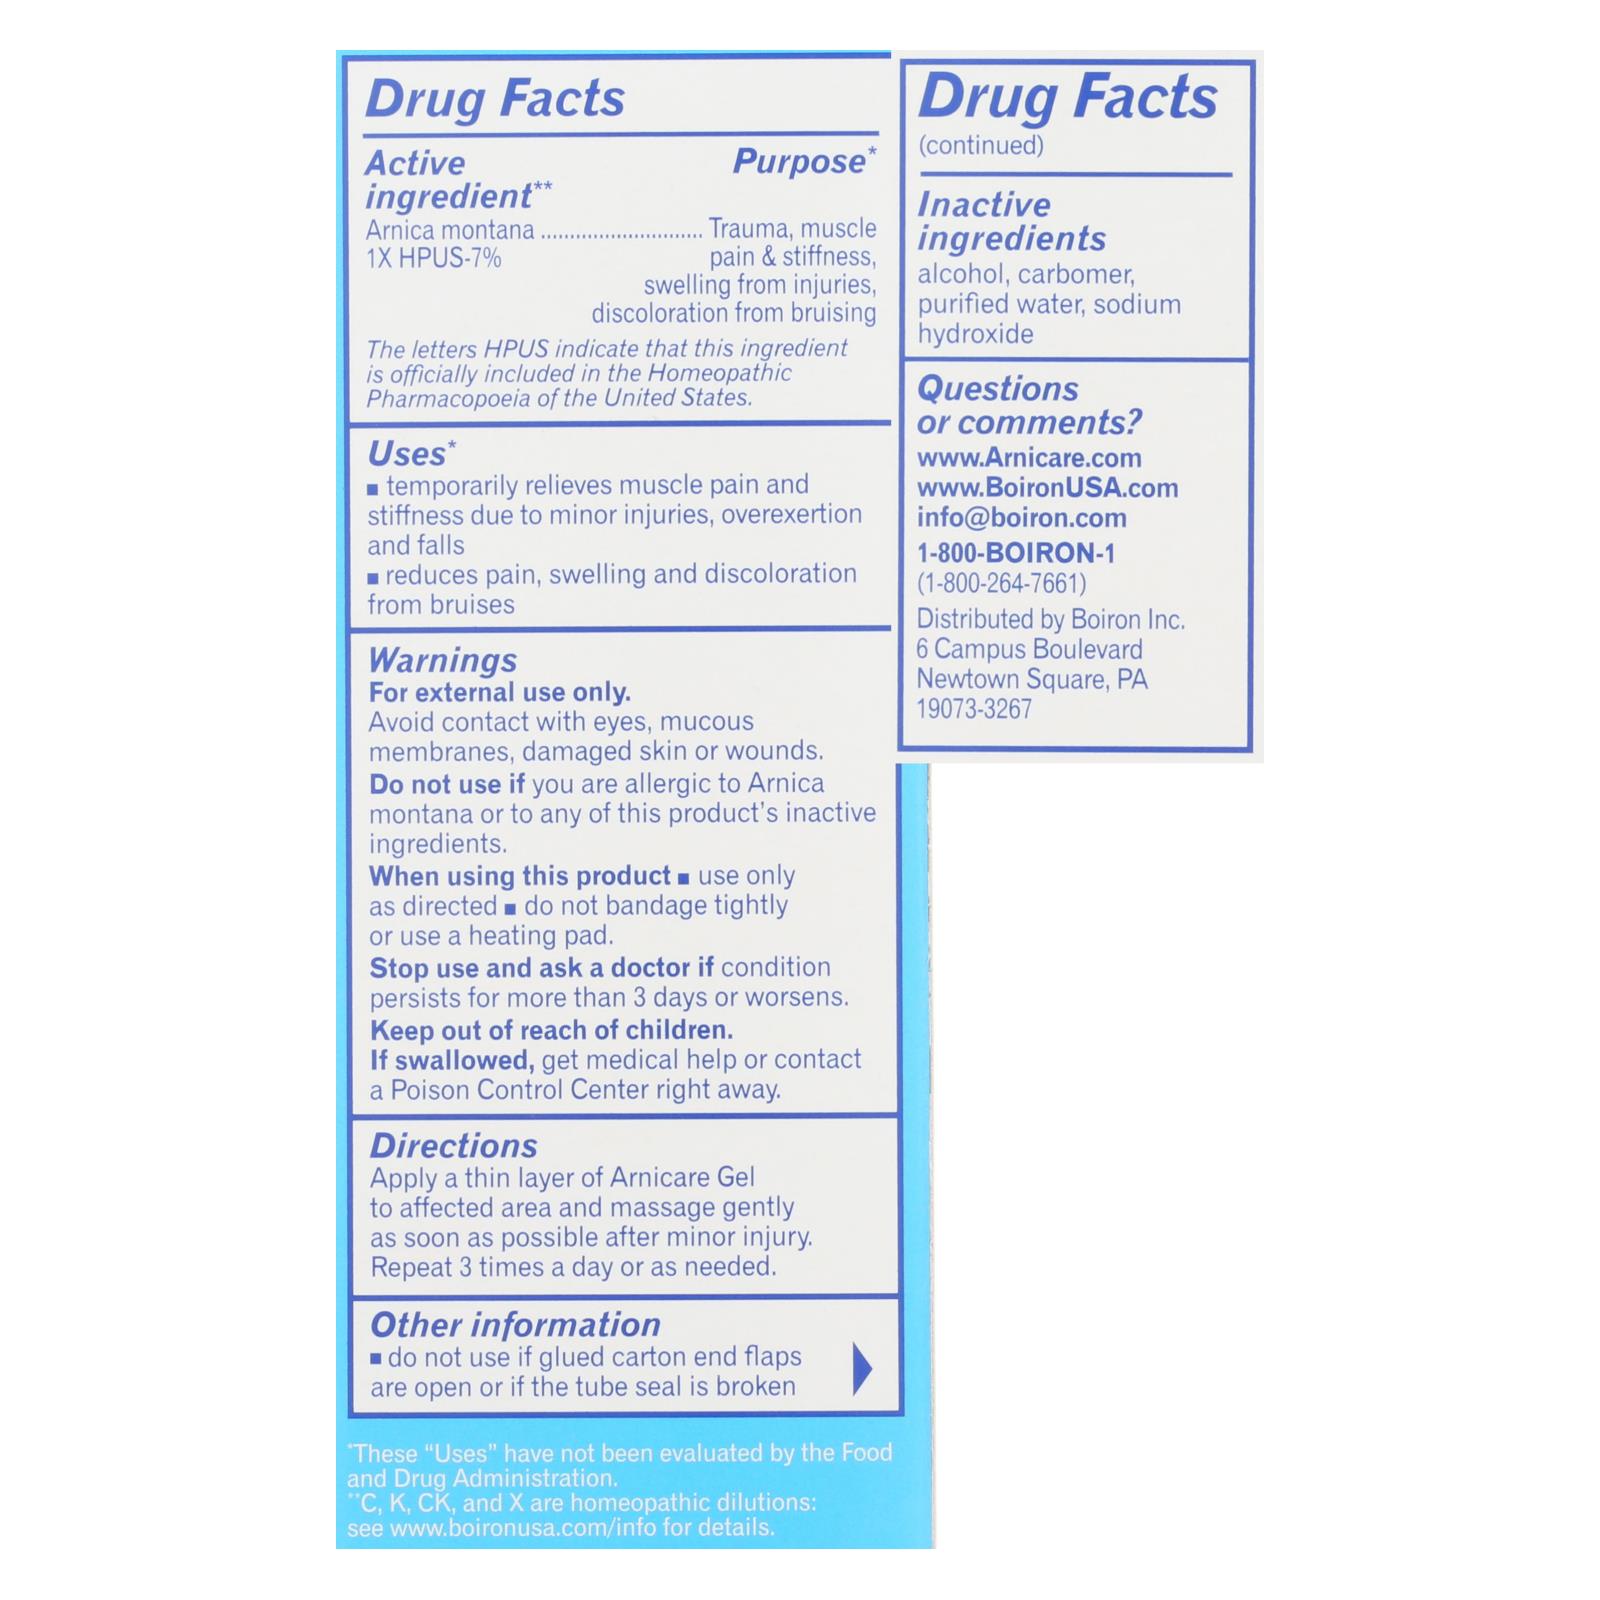 Drug Facts
Active Purpose*
ingredient**
Arnica montana ............................ Trauma, muscle
1X HPUS-7% pain & stiffness,
swelling from injuries,
discoloration from bruising
The letters HPUS indicate that this ingredient
is officially included in the Homeopathic
Pharmacopoeia of the United States.
Uses*
■ temporarily relieves muscle pain and
stiffness due to minor injuries, overexertion
and falls
■ reduces pain, swelling and discoloration
from bruises
Warnings
For external use only.
Avoid contact with eyes, mucous
membranes, damaged skin or wounds.
Do not use if you are allergic to Arnica
montana or to any of this product's inactive
ingredients.
When using this product ■ use only
as directed ■ do not bandage tightly
or use a heating pad.
Stop use and ask a doctor if condition
persists for more than 3 days or worsens.
Keep out of reach of children.
If swallowed, get medical help or contact
a Poison Control Center right away.
Directions
Apply a thin layer of Arnicare Gel
to affected area and massage gently
as soon as possible after minor injury.
Repeat 3 times a day or as needed.
Other information
■ do not use if glued carton end flaps
are open or if the tube seal is broken
*These "Uses" have not been evaluated by the Food
and Drug Administration.
**C, K, CK, and X are homeopathic dilutions:
see www.boironusa.com/info for details.
Drug Facts
(continued)
Inactive
ingredients
alcohol, carbomer,
purified water, sodium
hydroxide
Questions
or comments?
www.Arnicare.com
www.BoironUSA.com
info@boiron.com
1-800-BOIRON-1
(1-800-264-7661)
Distributed by Boiron Inc.
6 Campus Boulevard
Newtown Square, PA
19073-3267